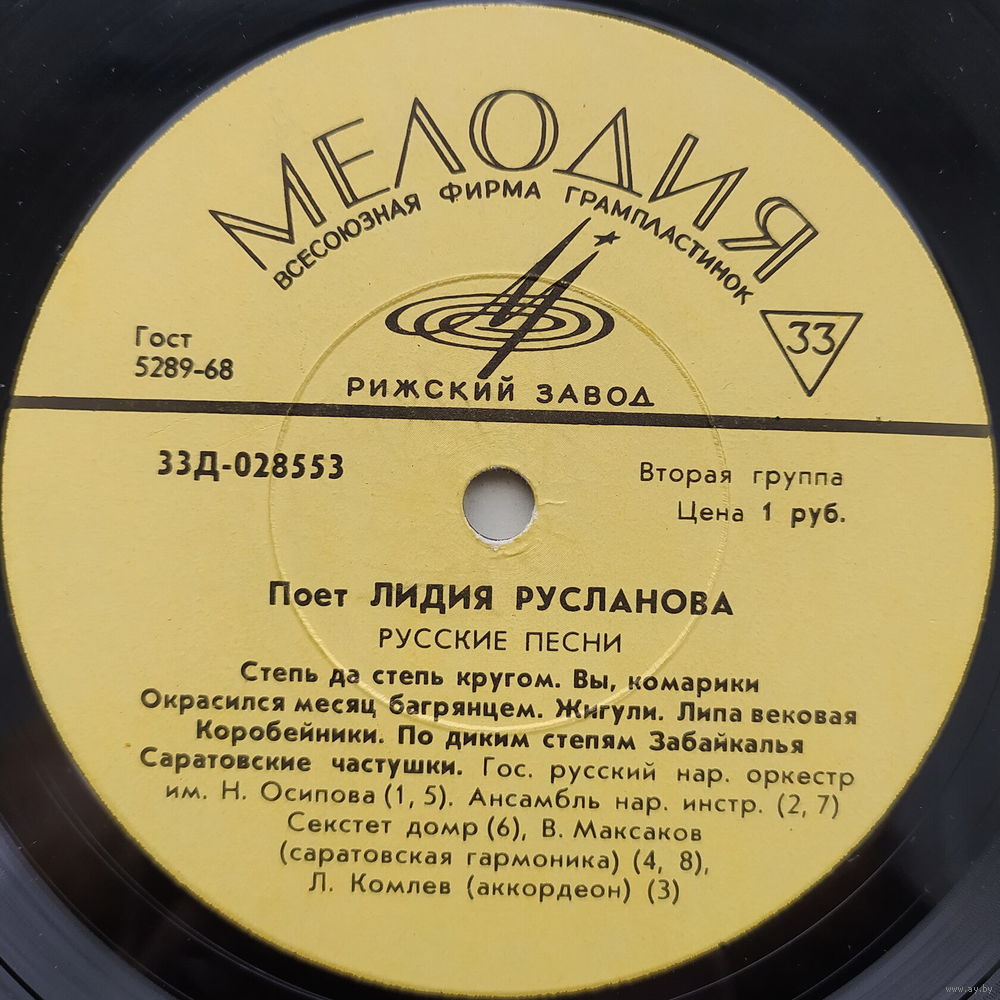 МЕЛОДИЯ
ВСЕСОЮЗНАЯ ФИРМА ГРАМПЛАСТИНОК
33
Гост
5289-68
РИЖСКИЙ ЗАВОД
33Д-028553
Вторая группа
Цена 1 руб.
Поет ЛИДИЯ РУСЛАНОВА
РУССКИЕ ПЕСНИ
Степь да степь кругом. Вы, комарики
Окрасился месяц багрянцем. Жигули. Липа вековая
Коробейники. По диким степям Забайкалья
Саратовские частушки. Гос. русский нар. оркестр
им. Н. Осипова (1, 5). Ансамбль нар. инстр. (2, 7)
Секстет домр (6), В. Максаков
(саратовская гармоника) (4, 8),
Л. Комлев (аккордеон) (3)
www.ay.by